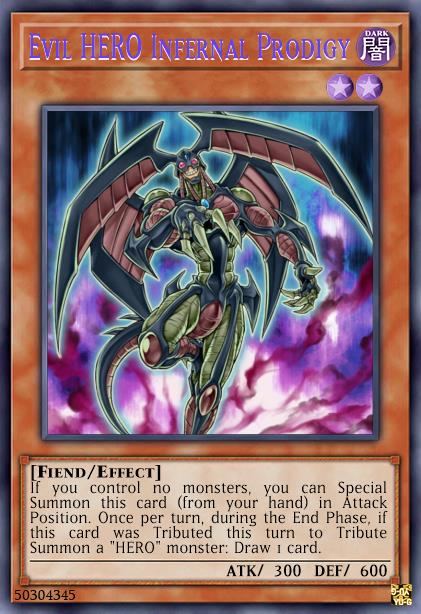 Evil HERO Infernal Prodigy
DARK
闇
[Fiend/Effect]
If you control no monsters, you can Special
Summon this card (from your hand) in Attack
Position. Once per turn, during the End Phase, if
this card was Tributed this turn to Tribute
Summon a "HERO" monster: Draw 1 card.
ATK/ 300 DEF/ 600
50304345